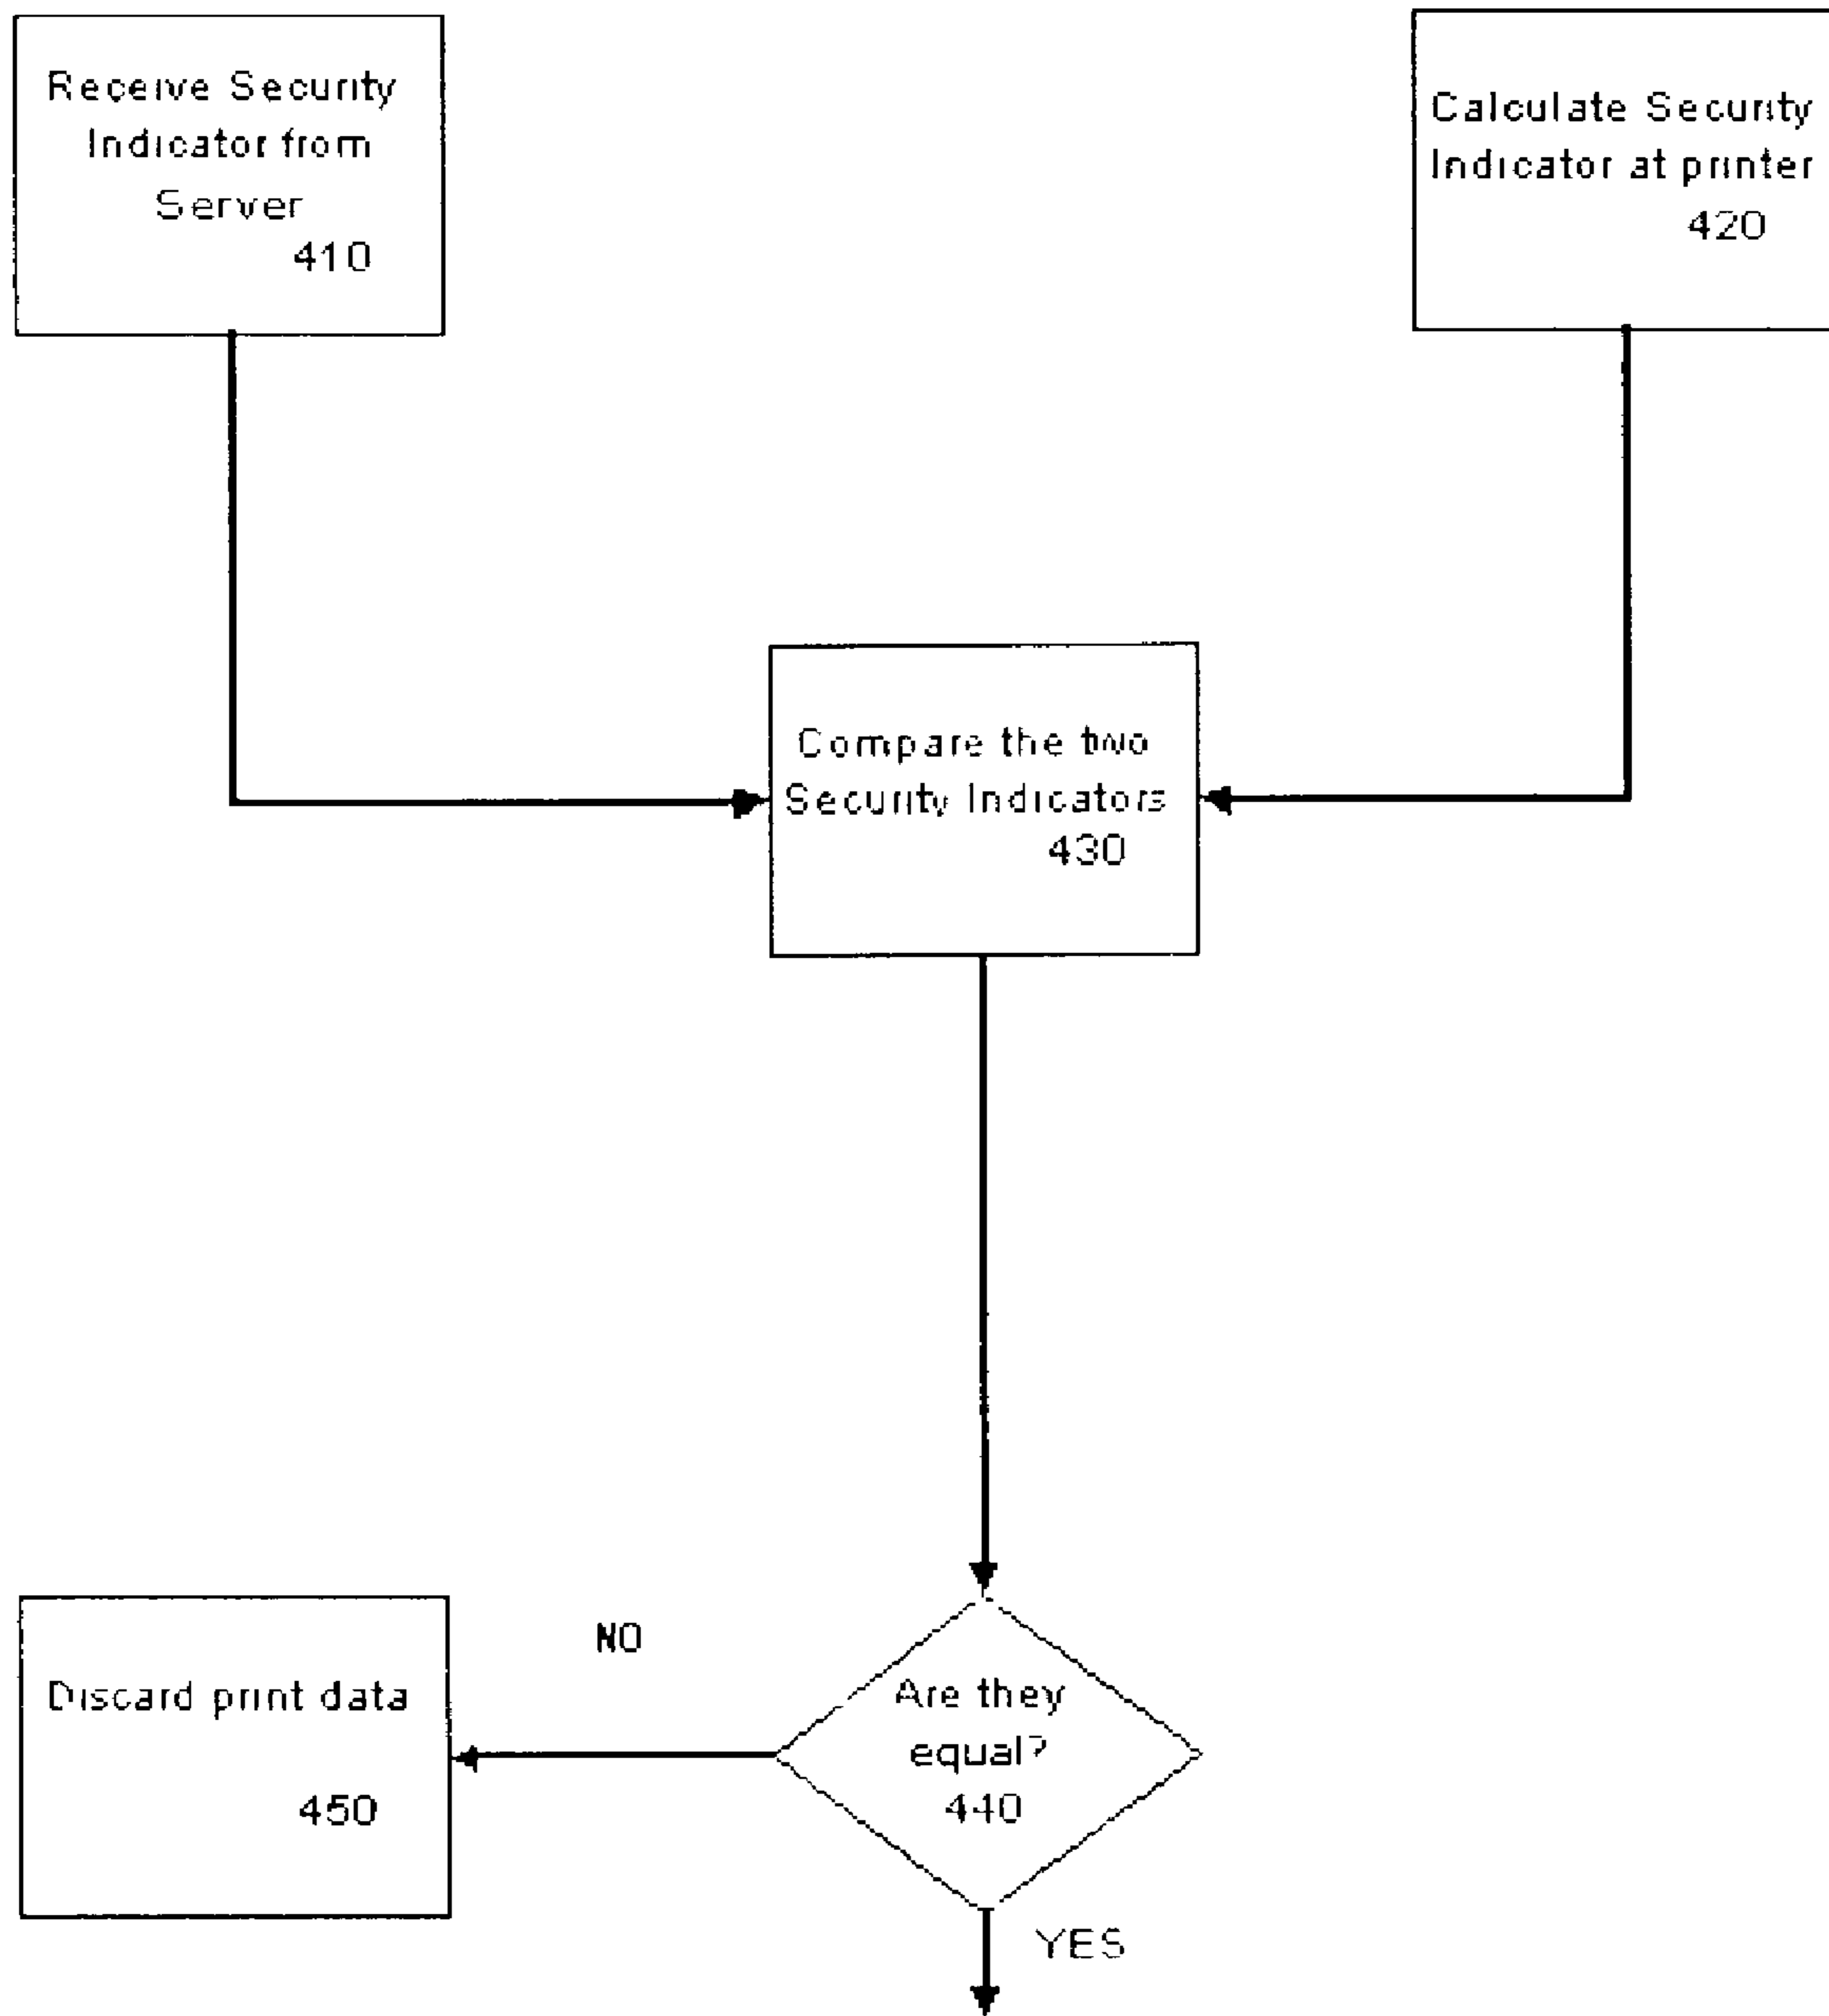 Receive Security
Indicator from
Server
410
Calculate Security
Indicator at printer
420
Compare the two
Security Indicators
430
NO
Discard print data
450
Are they
equal?
440
YES